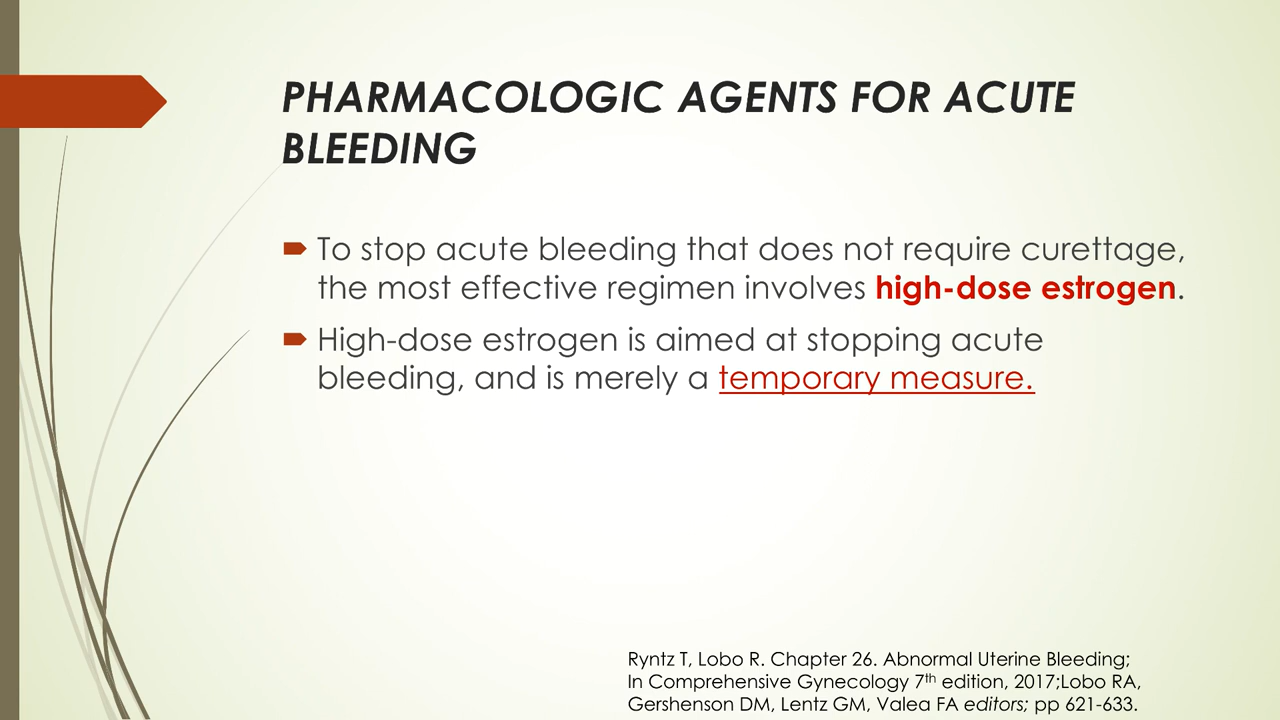 PHARMACOLOGIC AGENTS FOR ACUTE
BLEEDING
To stop acute bleeding that does not require curettage,
the most effective regimen involves high-dose estrogen.
High-dose estrogen is aimed at stopping acute
bleeding, and is merely a temporary measure.
Ryntz T, Lobo R. Chapter 26. Abnormal Uterine Bleeding;
In Comprehensive Gynecology 7th edition, 2017;Lobo RA,
Gershenson DM, Lentz GM, Valea FA editors; pp 621-633.